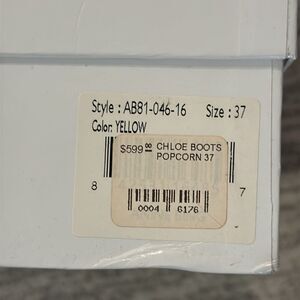 Style : AB81-046-16 Size : 37
Color: YELLOW
$599.00 CHLOE BOOTS
POPCORN 37
8 7
0004 6176